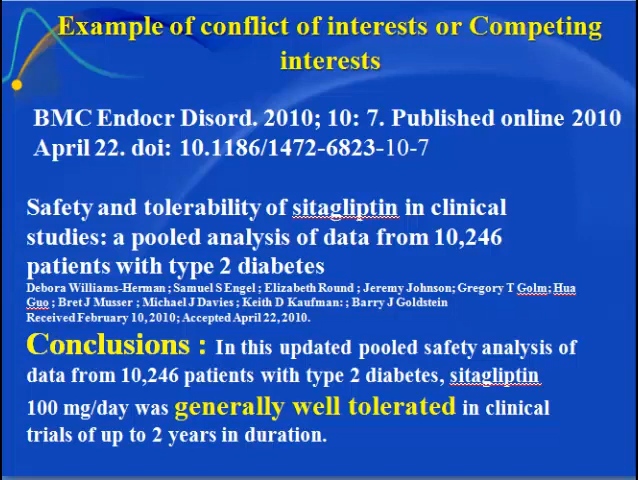 Example of conflict of interests or Competing
interests
BMC Endocr Disord. 2010; 10: 7. Published online 2010
April 22. doi: 10.1186/1472-6823-10-7
Safety and tolerability of sitagliptin in clinical
studies: a pooled analysis of data from 10,246
patients with type 2 diabetes
Debora Williams-Herman ; Samuel S Engel ; Elizabeth Round ; Jeremy Johnson; Gregory T Golm; Hua
Guo ; Bret J Musser ; Michael J Davies ; Keith D Kaufman: ; Barry J Goldstein
Received February 10, 2010; Accepted April 22, 2010.
Conclusions : In this updated pooled safety analysis of
data from 10,246 patients with type 2 diabetes, sitagliptin
100 mg/day was generally well tolerated in clinical
trials of up to 2 years in duration.